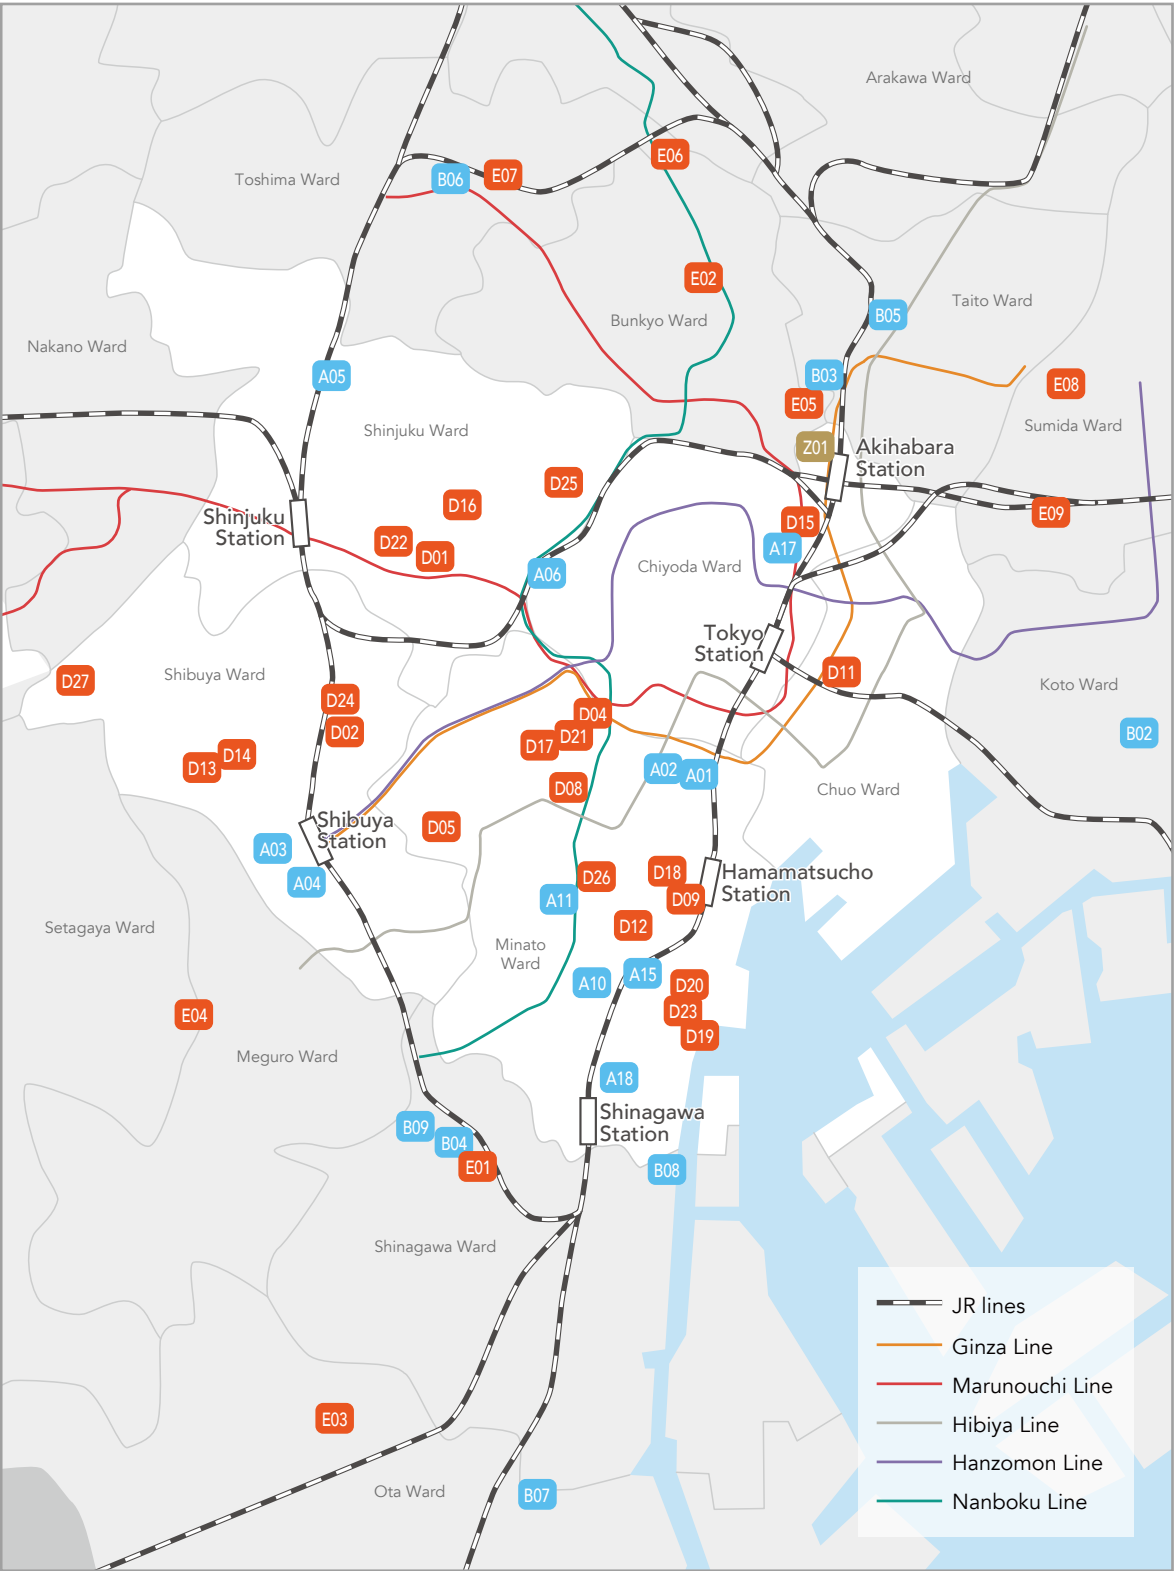 Arakawa Ward
E06
B06
E07
Toshima Ward
E02
Taito Ward
B05
Bunkyo Ward
Nakano Ward
A05
B03
E08
E05
Sumida Ward
Shinjuku Ward
Z01
Akihabara
Station
D25
D16
E09
Shinjuku
Station
D15
D22
A17
D01
Chiyoda Ward
A06
Tokyo
Station
Shibuya Ward
D11
D27
Koto Ward
D24
D04
D02
B02
D21
D17
D14
D13
A02
A01
D08
Chuo Ward
Shibuya
Station
D05
A03
D18
Hamamatsucho
Station
D26
A04
D09
A11
Setagaya Ward
D12
Minato
Ward
A15
A10
D20
D23
E04
D19
Meguro Ward
A18
Shinagawa
Station
B09
B04
E01
B08
Shinagawa Ward
JR lines
Ginza Line
Marunouchi Line
Hibiya Line
Hanzomon Line
Nanboku Line
E03
Ota Ward
B07